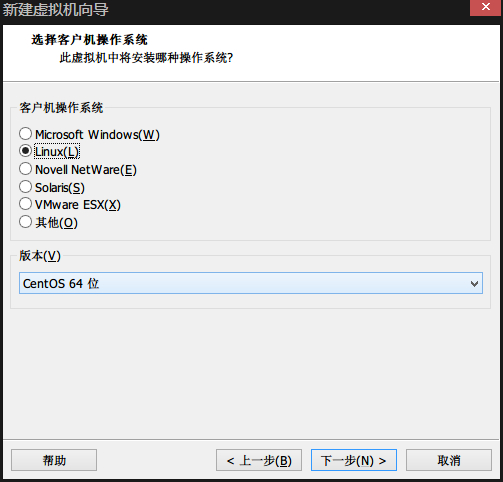 新建虚拟机向导
选择客户机操作系统
此虚拟机中将安装哪种操作系统?
客户机操作系统
Microsoft Windows(W)
Linux(L)
Novell NetWare(E)
Solaris(S)
VMware ESX(X)
其他(O)
版本(V)
CentOS 64 位
帮助
< 上一步(B)
下一步(N) >
取消